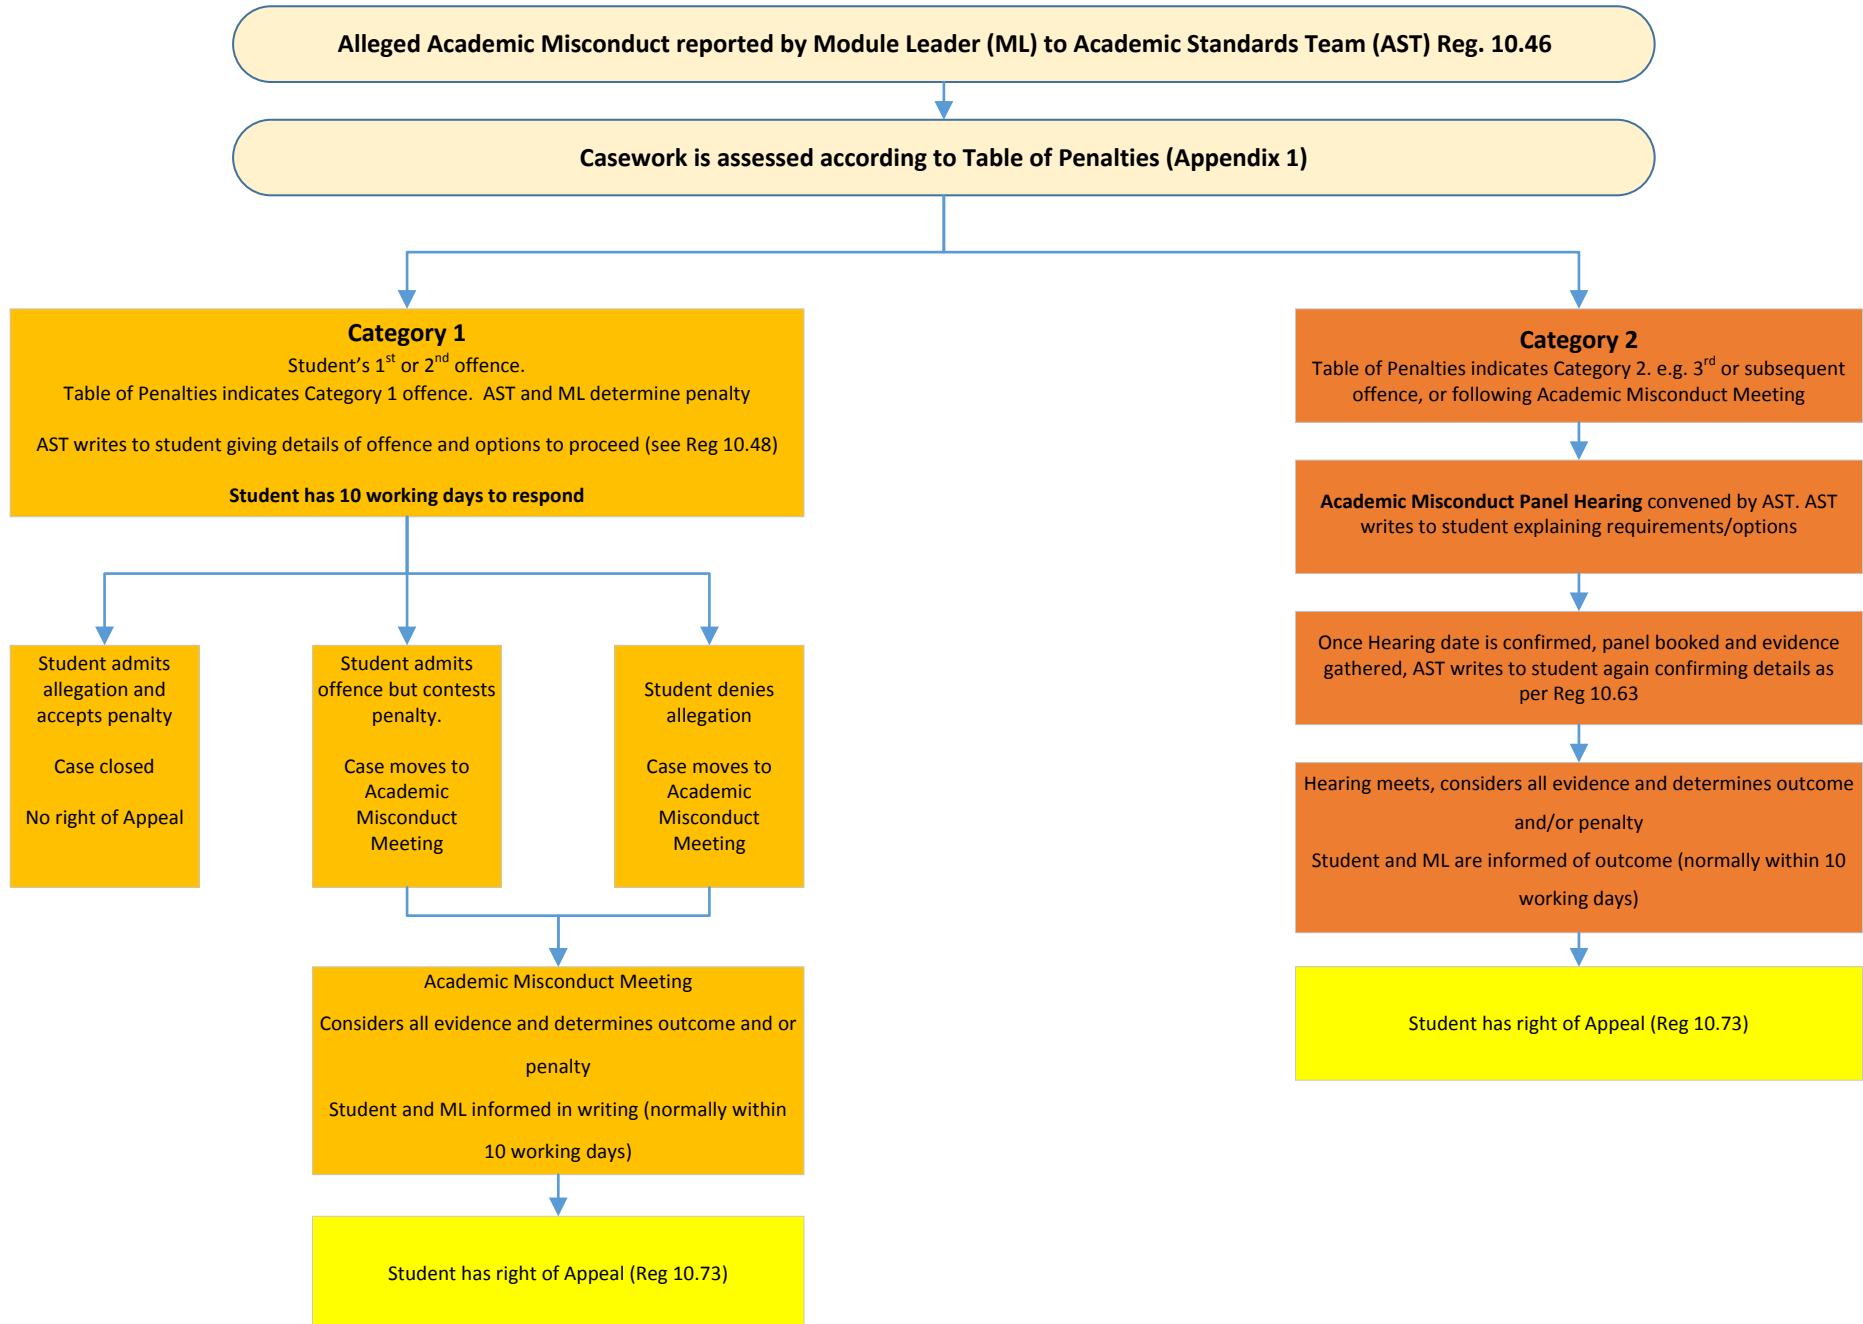 Alleged Academic Misconduct reported by Module Leader (ML) to Academic Standards Team (AST) Reg. 10.46
Casework is assessed according to Table of Penalties (Appendix 1)
Category 1
Student’s 1st or 2nd offence.
Table of Penalties indicates Category 1 offence.  AST and ML determine penalty
AST writes to student giving details of offence and options to proceed (see Reg 10.48)
Student has 10 working days to respond
Category 2
Table of Penalties indicates Category 2. e.g. 3rd or subsequent
offence, or following Academic Misconduct Meeting
Academic Misconduct Panel Hearing convened by AST. AST
writes to student explaining requirements/options
Once Hearing date is confirmed, panel booked and evidence
gathered, AST writes to student again confirming details as
per Reg 10.63
Hearing meets, considers all evidence and determines outcome
and/or penalty
Student and ML are informed of outcome (normally within 10
working days)
Student has right of Appeal (Reg 10.73)
Student admits
allegation and
accepts penalty
Case closed
No right of Appeal
Student admits
offence but contests
penalty.
Case moves to
Academic
Misconduct
Meeting
Student denies
allegation
Case moves to
Academic
Misconduct
Meeting
Academic Misconduct Meeting
Considers all evidence and determines outcome and or
penalty
Student and ML informed in writing (normally within
10 working days)
Student has right of Appeal (Reg 10.73)